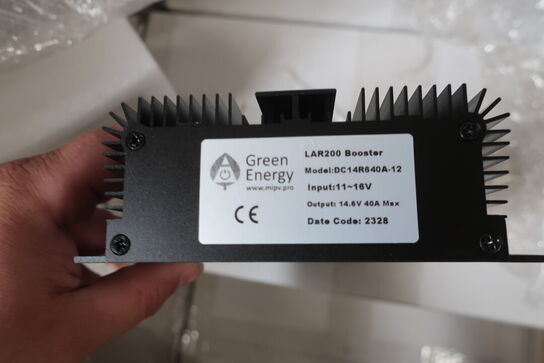 Green
Energy
www.mipv.pro
LAR200 Booster
Model:DC14R640A-12
Input:11~16V
Output: 14.6V 40A Max
Date Code: 2328
CE